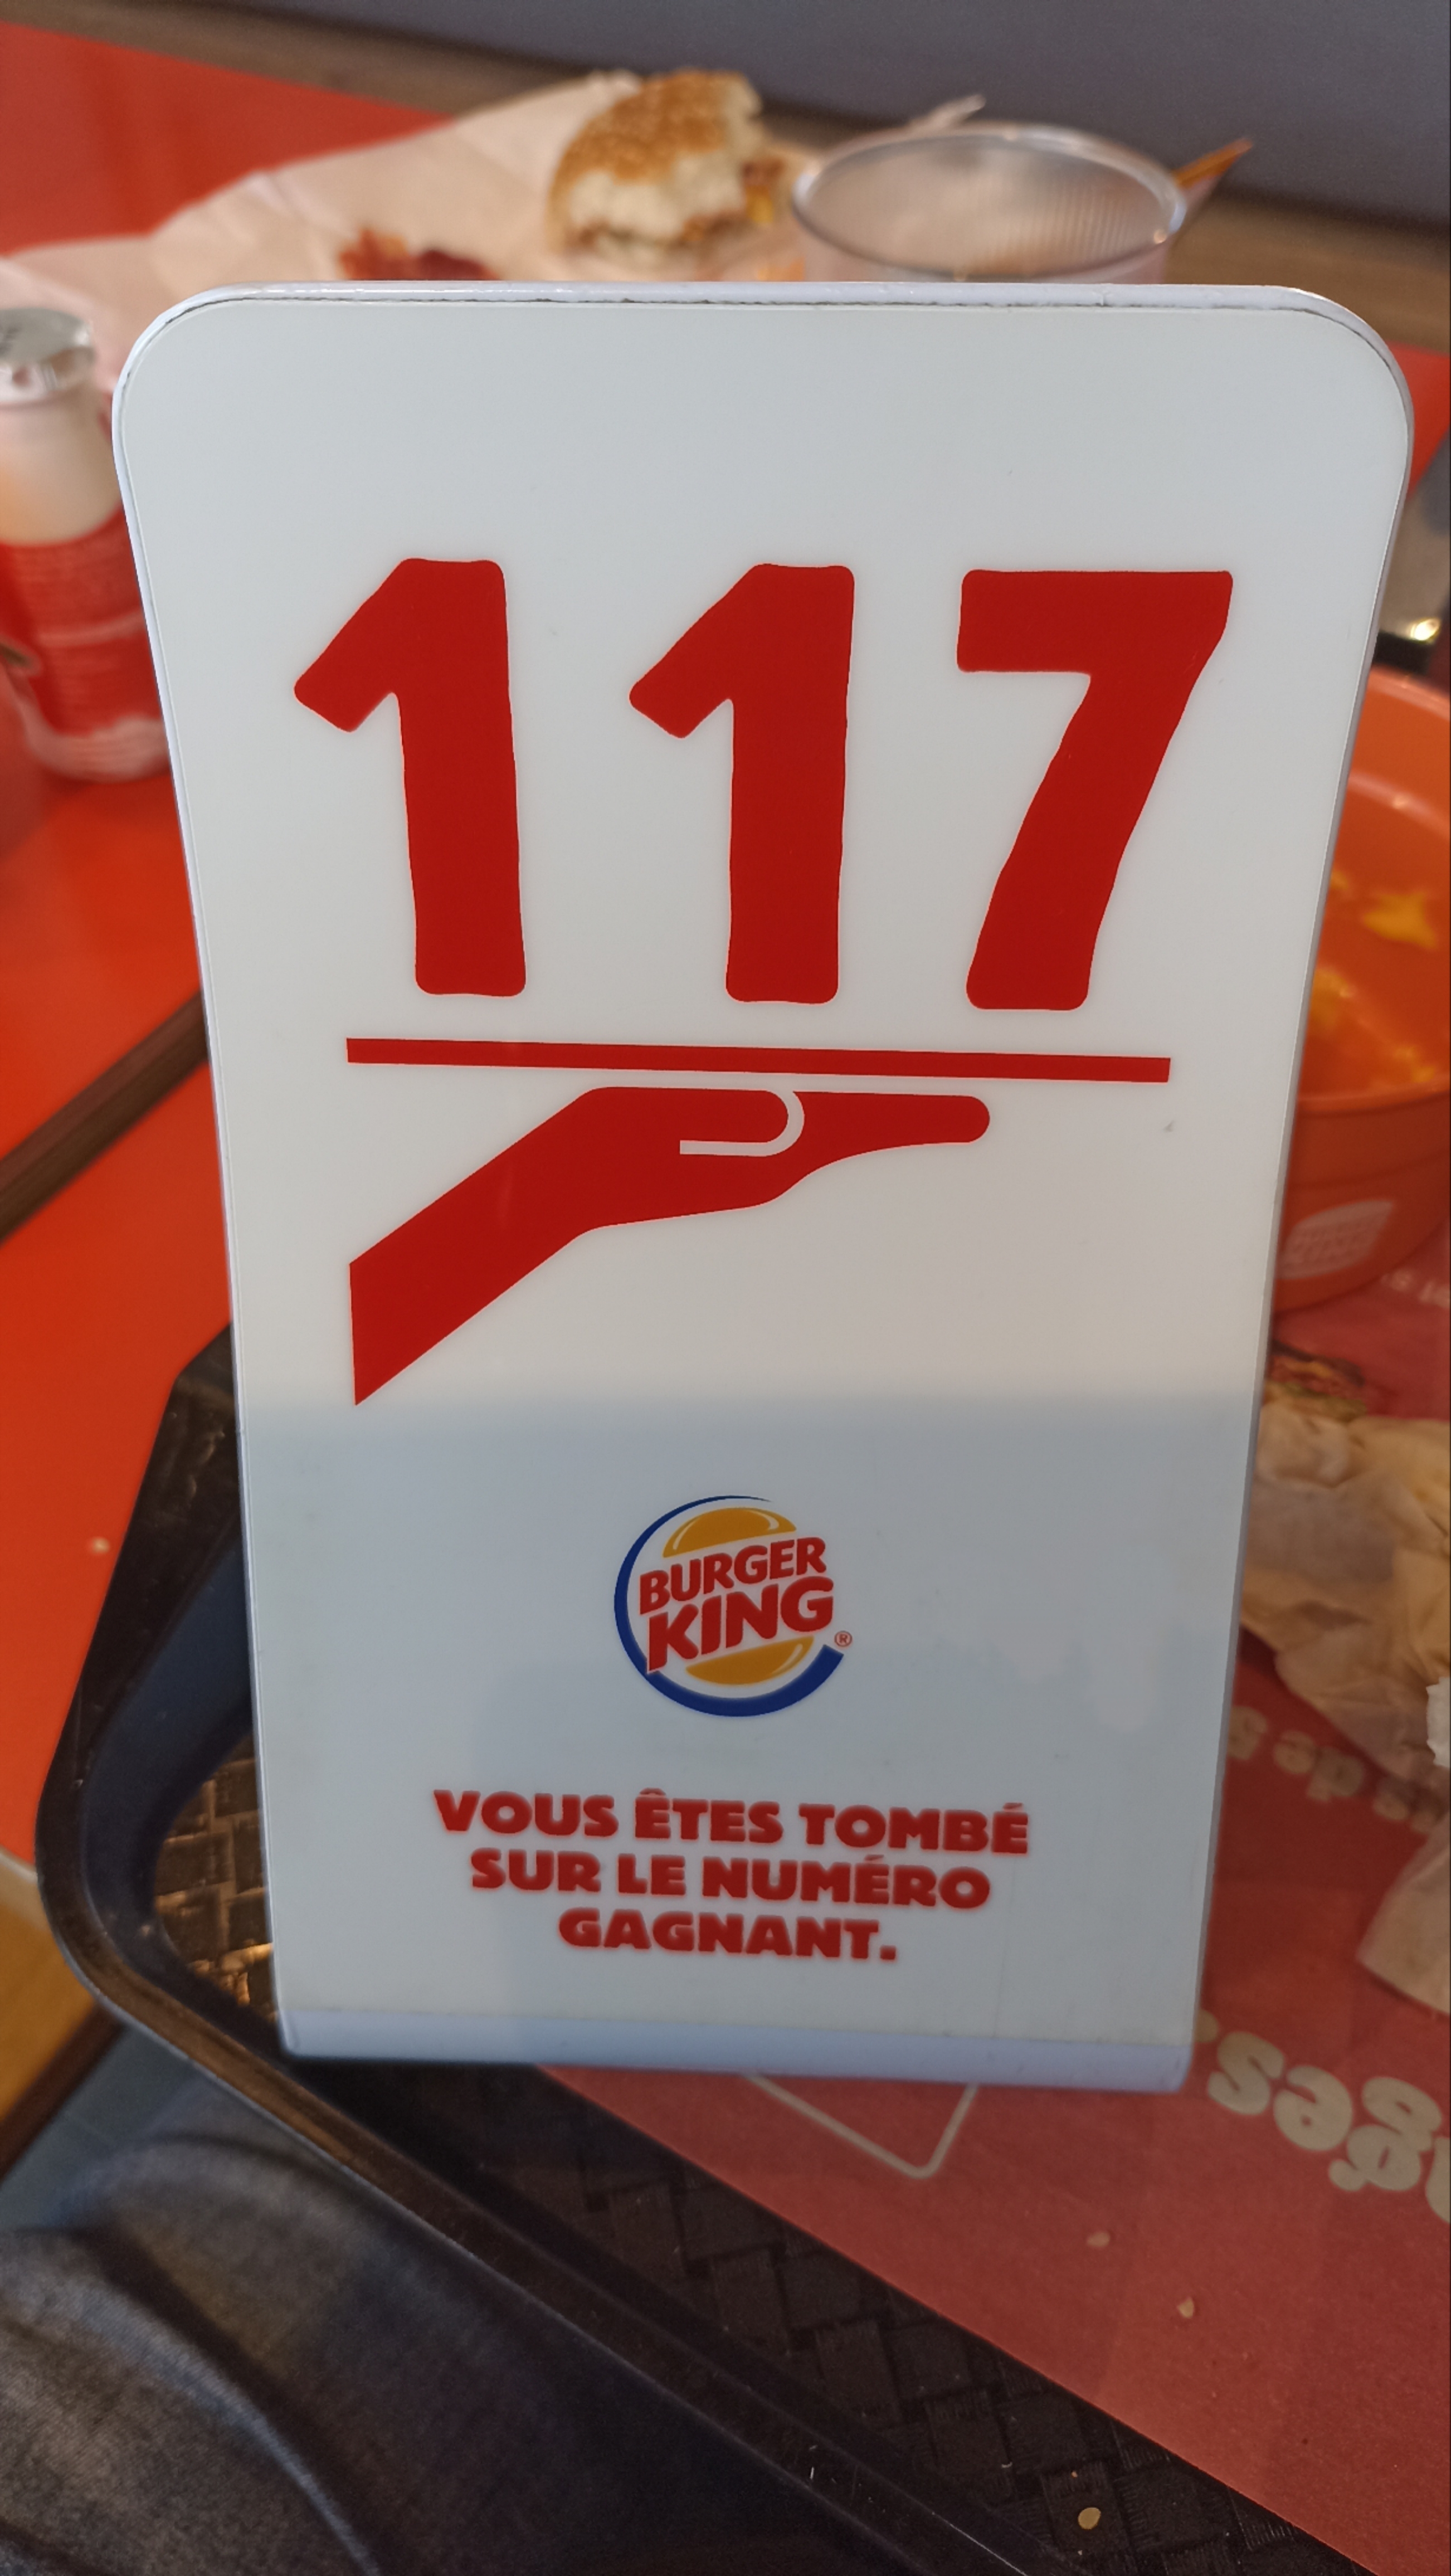 117
BURGER
KING®
VOUS ÊTES TOMBÉ
SUR LE NUMÉRO
GAGNANT.